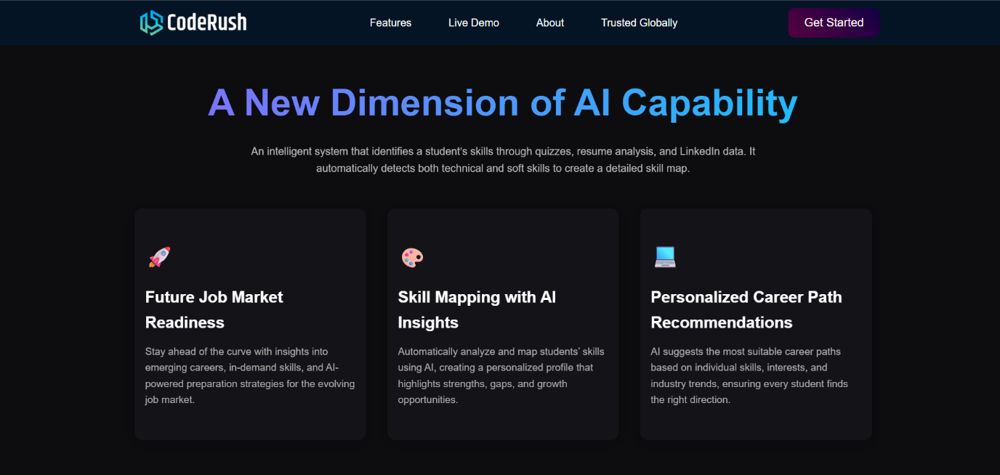 CodeRush
Features
Live Demo
About
Trusted Globally
Get Started
A New Dimension of AI Capability
An intelligent system that identifies a student's skills through quizzes, resume analysis, and LinkedIn data. It
automatically detects both technical and soft skills to create a detailed skill map.
Future Job Market
Readiness
Stay ahead of the curve with insights into
emerging careers, in-demand skills, and AI-
powered preparation strategies for the evolving
job market.
Skill Mapping with AI
Insights
Automatically analyze and map students' skills
using AI, creating a personalized profile that
highlights strengths, gaps, and growth
opportunities.
Personalized Career Path
Recommendations
AI suggests the most suitable career paths
based on individual skills, interests, and
industry trends, ensuring every student finds
the right direction.